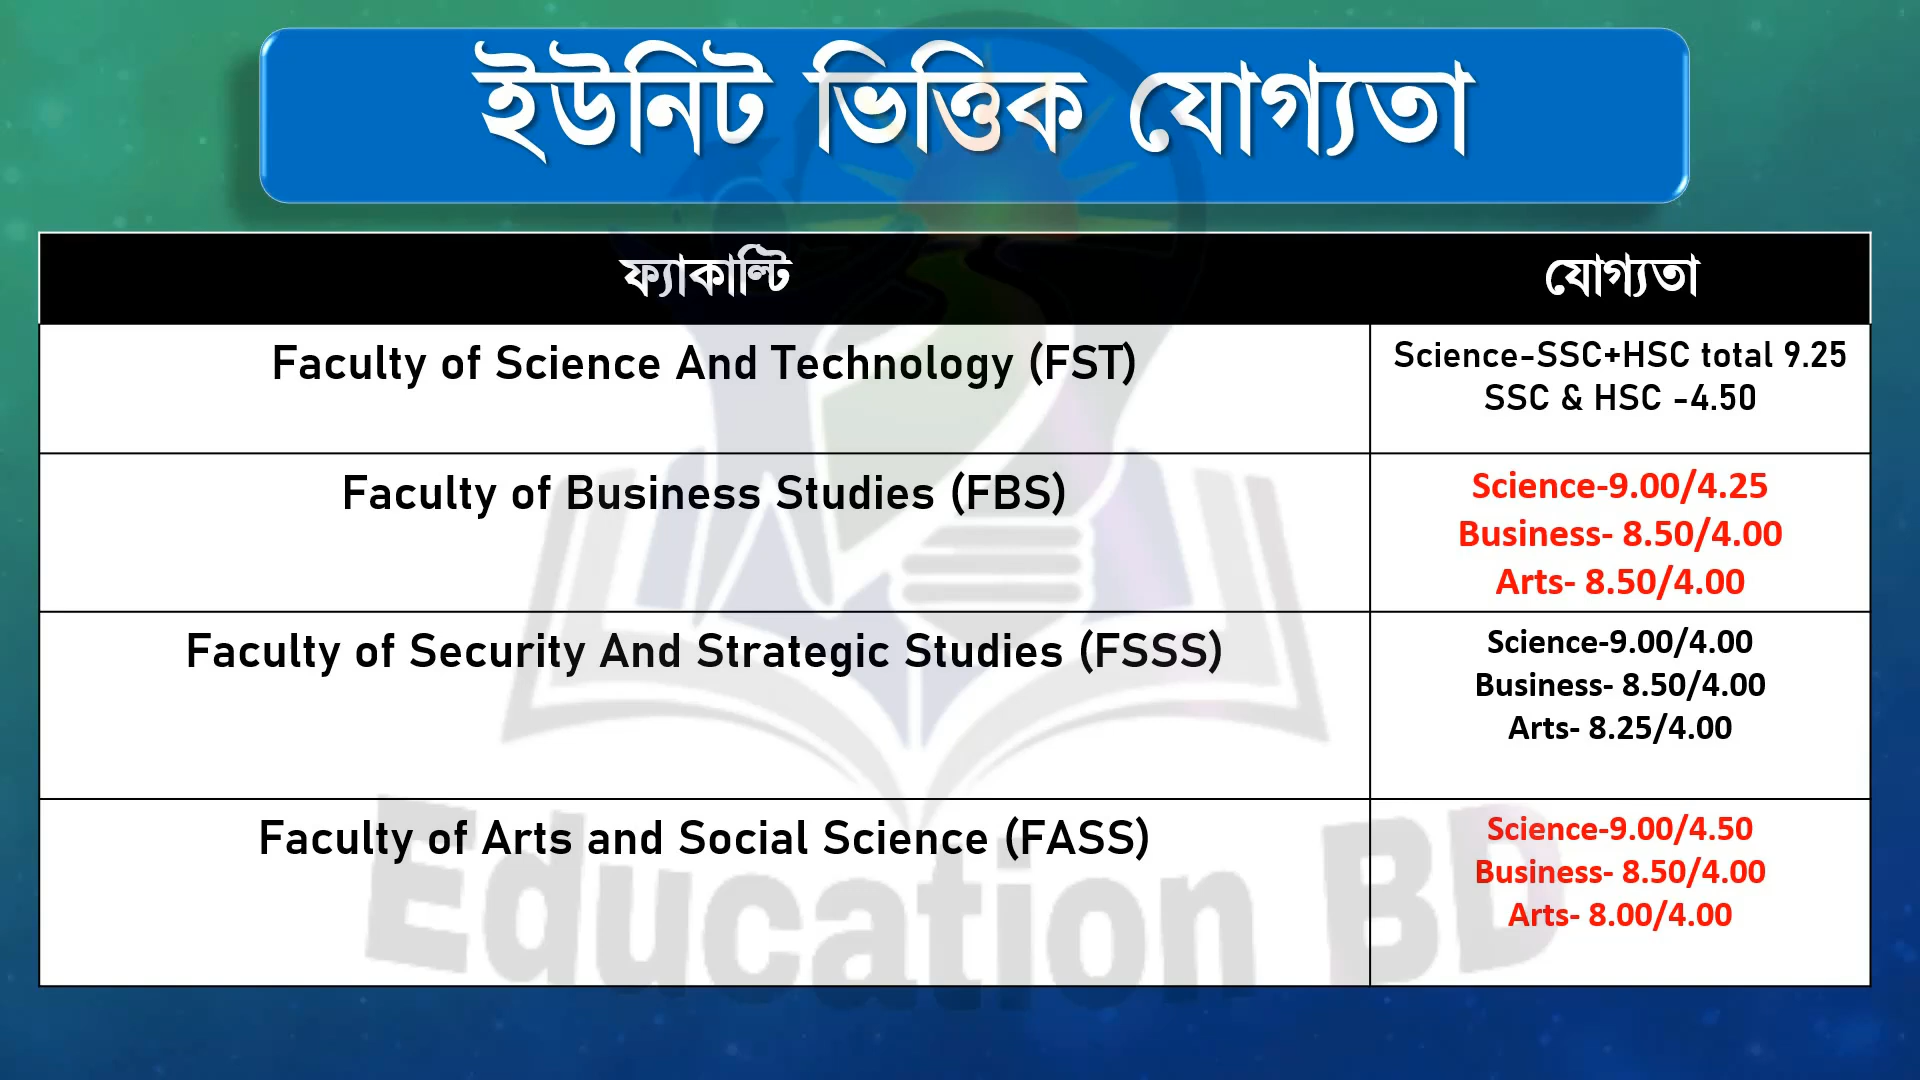 ইউনিট ভিত্তিক যোগ্যতা
ফ্যাকাল্টি
যোগ্যতা
Faculty of Science And Technology (FST)
Science-SSC+HSC total 9.25
SSC & HSC -4.50
Faculty of Business Studies (FBS)
Science-9.00/4.25
Business- 8.50/4.00
Arts- 8.50/4.00
Faculty of Security And Strategic Studies (FSSS)
Science-9.00/4.00
Business- 8.50/4.00
Arts- 8.25/4.00
Faculty of Arts and Social Science (FASS)
Science-9.00/4.50
Business- 8.50/4.00
Arts- 8.00/4.00
Education BD